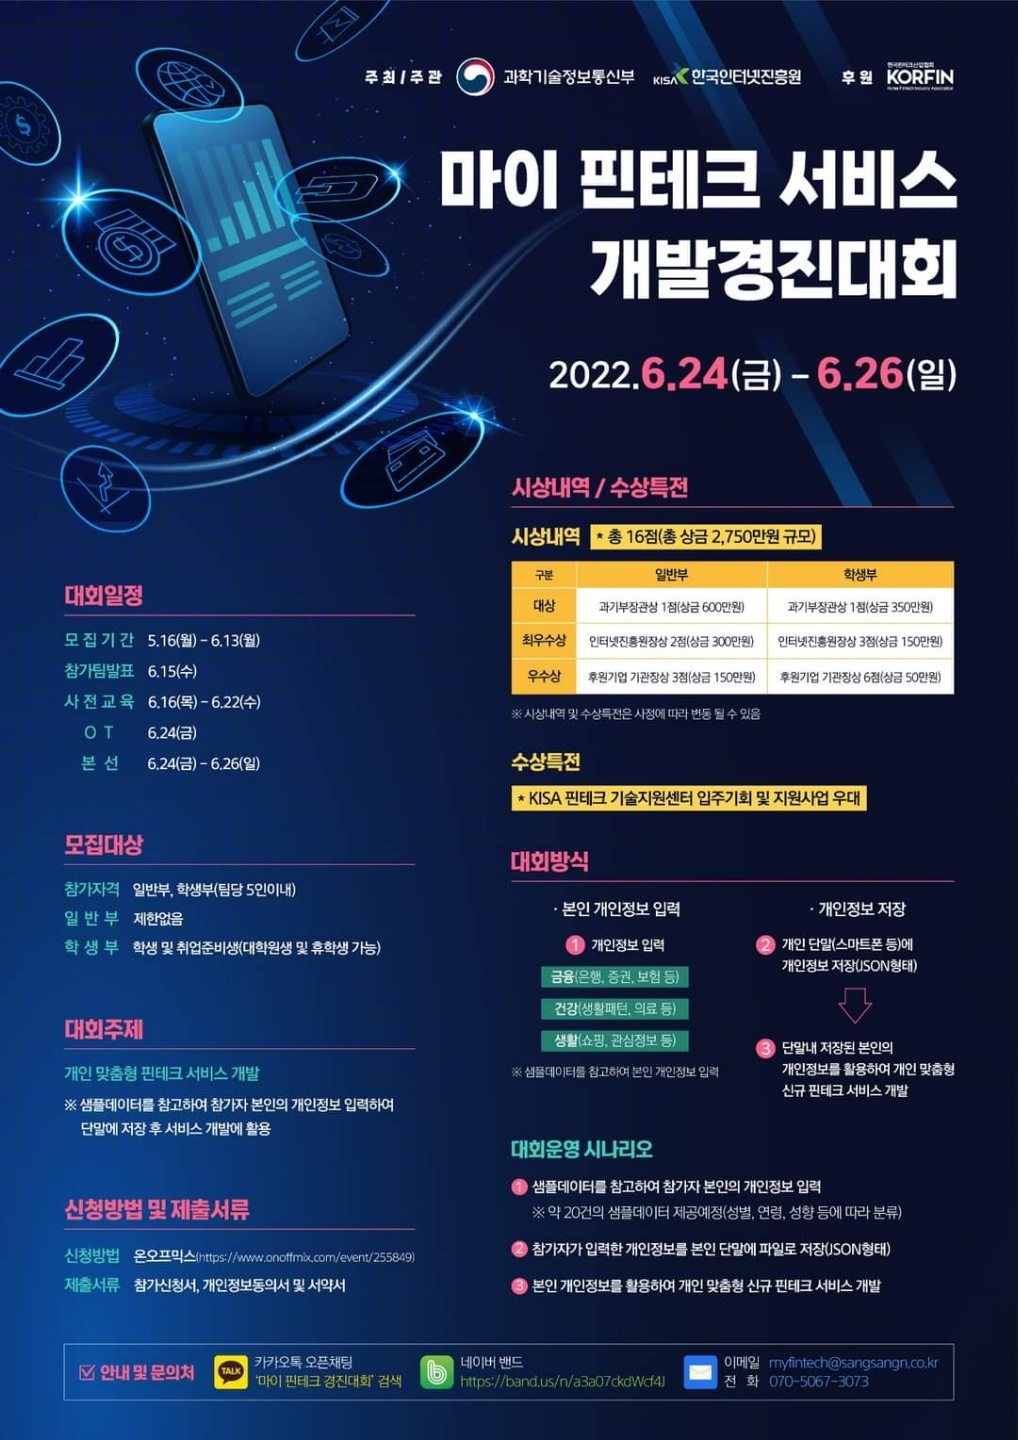 주최/주관 과학기술정보통신부 KISA 한국인터넷진흥원 후원 한국핀테크산업협회 KORFIN
Korea Fintech Industry Association
마이 핀테크 서비스
개발경진대회
2022.6.24(금) – 6.26(일)
대회일정
모집기간 5.16(월) – 6.13(월)
참가팀발표 6.15(수)
사전교육 6.16(목) – 6.22(수)
OT 6.24(금)
본선 6.24(금) – 6.26(일)
모집대상
참가자격 일반부, 학생부(팀당 5인이내)
일반부 제한없음
학생부 학생 및 취업준비생(대학원생 및 휴학생 가능)
대회주제
개인 맞춤형 핀테크 서비스 개발
※ 샘플데이터를 참고하여 참가자 본인의 개인정보 입력하여
단말에 저장 후 서비스 개발에 활용
신청방법 및 제출서류
신청방법 온오프믹스(https://www.onoffmix.com/event/255849)
제출서류 참가신청서, 개인정보동의서 및 서약서
시상내역 / 수상특전
시상내역 * 총 16점(총 상금 2,750만원 규모)
구분 일반부 학생부
대상 과기부장관상 1점(상금 600만원) 과기부장관상 1점(상금 350만원)
최우수상 인터넷진흥원장상 2점(상금 300만원) 인터넷진흥원장상 3점(상금 150만원)
우수상 후원기업 기관장상 3점(상금 150만원) 후원기업 기관장상 6점(상금 50만원)
※ 시상내역 및 수상특전은 사정에 따라 변동 될 수 있음
수상특전
* KISA 핀테크 기술지원센터 입주기회 및 지원사업 우대
대회방식
· 본인 개인정보 입력
1 개인정보 입력
금융(은행, 증권, 보험 등)
건강(생활패턴, 의료 등)
생활(쇼핑, 관심정보 등)
※ 샘플데이터를 참고하여 본인 개인정보 입력
· 개인정보 저장
2 개인 단말(스마트폰 등)에
개인정보 저장(JSON형태)
3 단말내 저장된 본인의
개인정보를 활용하여 개인 맞춤형
신규 핀테크 서비스 개발
대회운영 시나리오
1 샘플데이터를 참고하여 참가자 본인의 개인정보 입력
※ 약 20건의 샘플데이터 제공예정(성별, 연령, 성향 등에 따라 분류)
2 참가자가 입력한 개인정보를 본인 단말에 파일로 저장(JSON형태)
3 본인 개인정보를 활용하여 개인 맞춤형 신규 핀테크 서비스 개발
안내 및 문의처
TALK 카카오톡 오픈채팅
'마이 핀테크 경진대회' 검색
네이버 밴드
https://band.us/n/a3a07ckdWcf4J
이메일 myfintech@sangsangn.co.kr
전 화 070-5067-3073